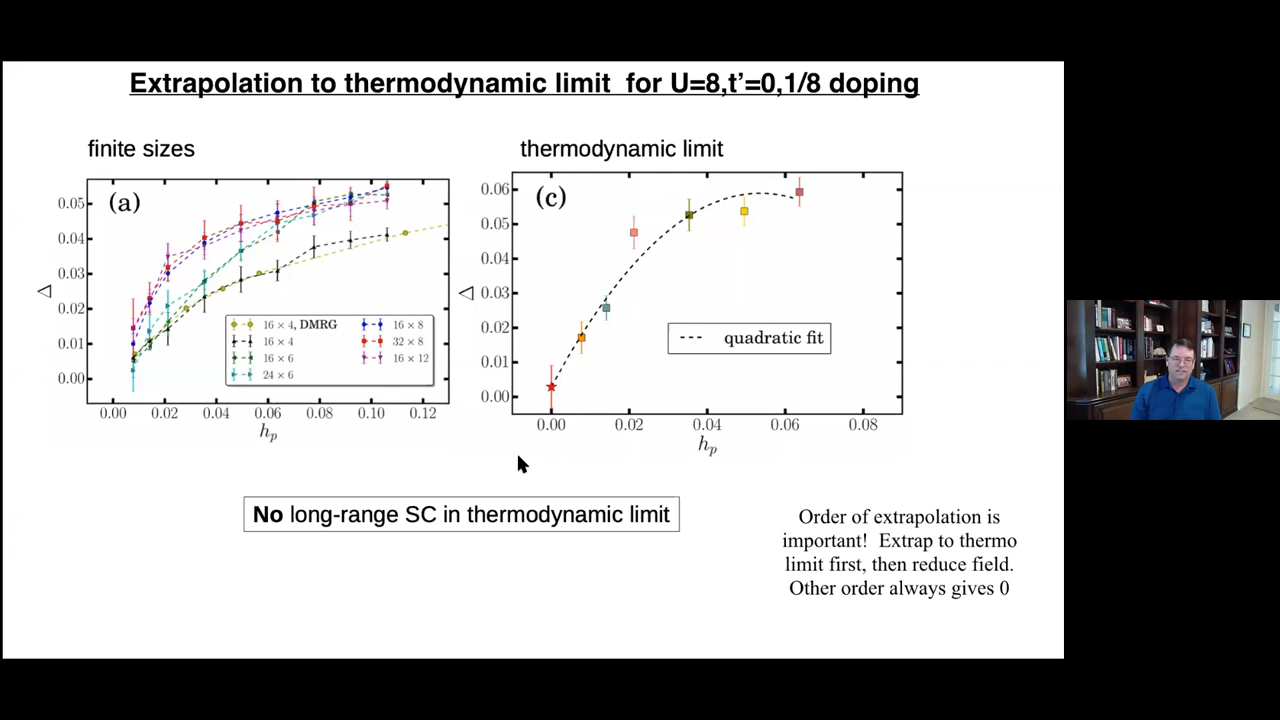 Extrapolation to thermodynamic limit for U=8,t'=0,1/8 doping
finite sizes
thermodynamic limit
(a)
0.05
0.04
0.03
0.02
0.01
0.00
Δ
16 × 4, DMRG
16 × 4
16 × 6
24 × 6
16 × 8
32 × 8
16 × 12
0.00 0.02 0.04 0.06 0.08 0.10 0.12
h_p
(c)
0.06
0.05
0.04
0.03
0.02
0.01
0.00
Δ
quadratic fit
0.00 0.02 0.04 0.06 0.08
h_p
No long-range SC in thermodynamic limit
Order of extrapolation is
important! Extrap to thermo
limit first, then reduce field.
Other order always gives 0